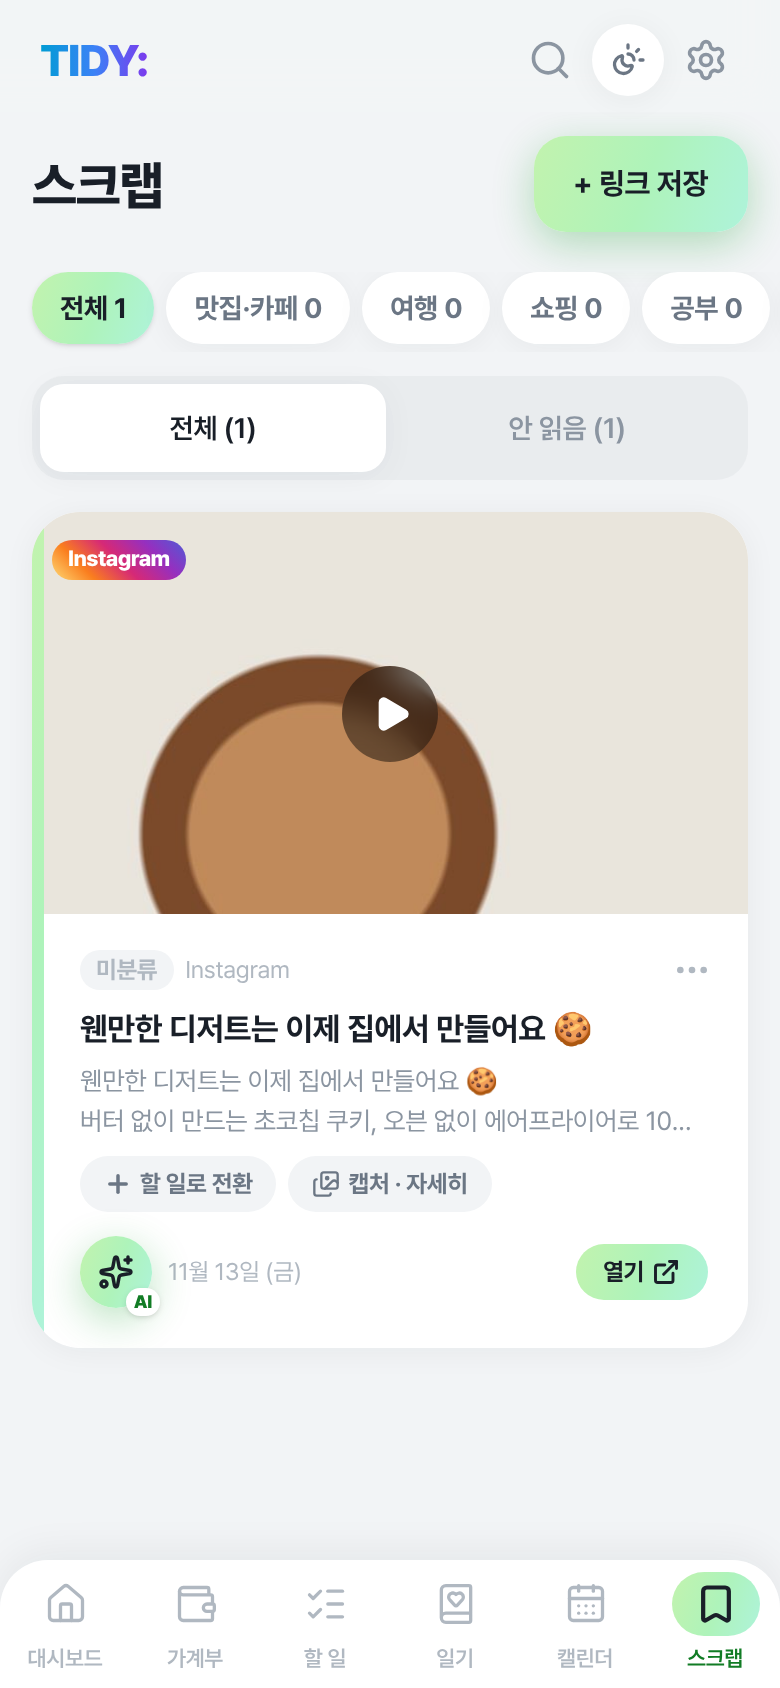 TIDY:
스크랩
+ 링크 저장
전체 1
맛집·카페 0
여행 0
쇼핑 0
공부 0
전체 (1)
안 읽음 (1)
Instagram
미분류 Instagram
웬만한 디저트는 이제 집에서 만들어요 🍪
웬만한 디저트는 이제 집에서 만들어요 🍪
버터 없이 만드는 초코칩 쿠키, 오븐 없이 에어프라이어로 10...
할 일로 전환
캡처 · 자세히
AI
11월 13일 (금)
열기
대시보드
가계부
할 일
일기
캘린더
스크랩